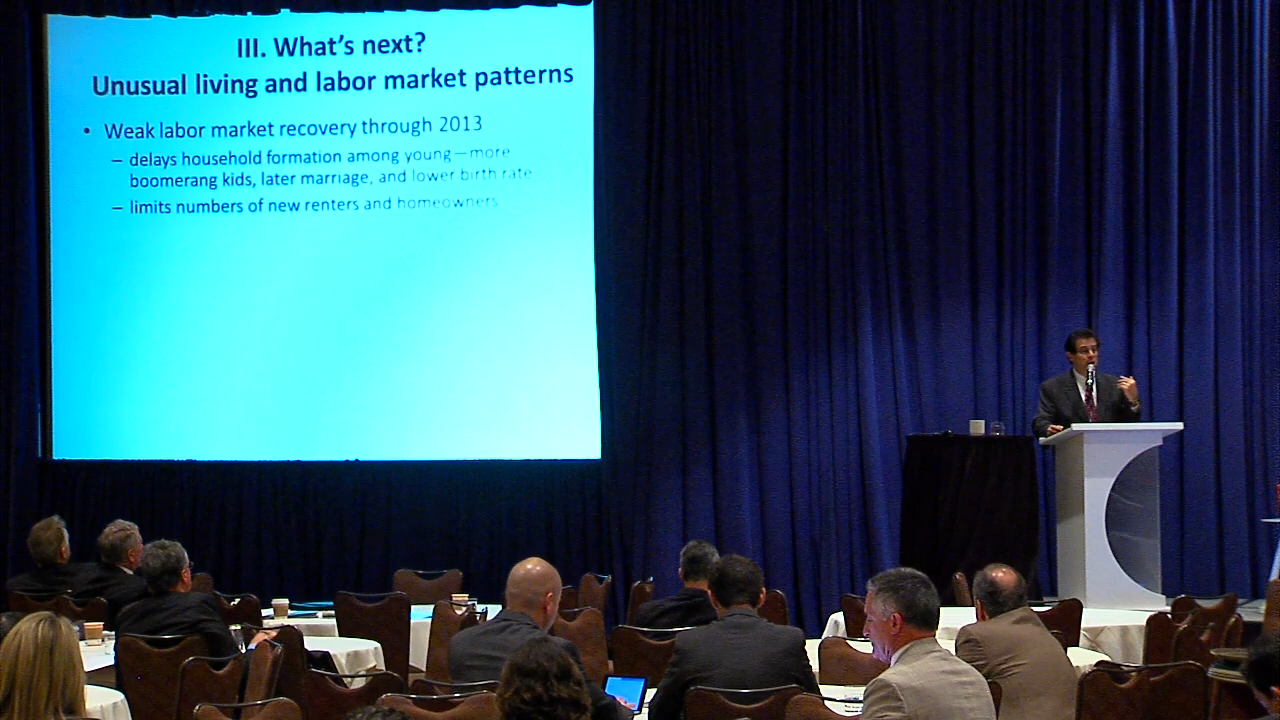 III. What's next?
Unusual living and labor market patterns
• Weak labor market recovery through 2013
– delays household formation among young—more
boomerang kids, later marriage, and lower birth rate
– limits numbers of new renters and homeowners